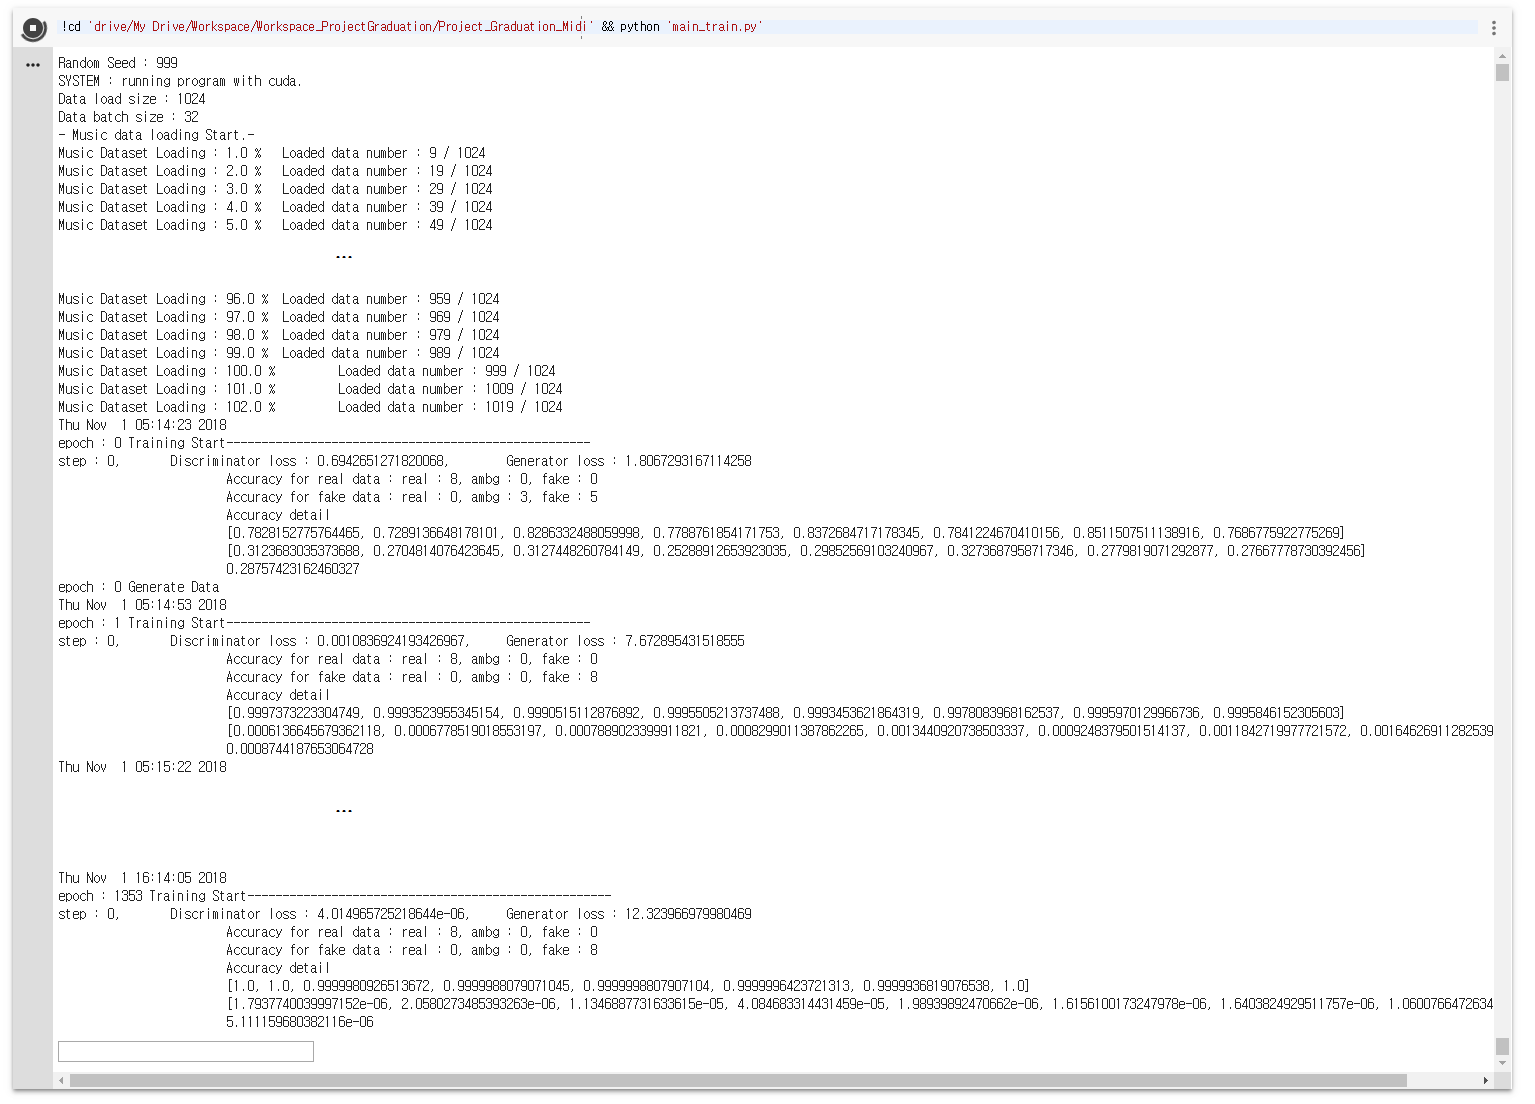 !cd 'drive/My Drive/Workspace/Workspace_ProjectGraduation/Project_Graduation_Midi' && python 'main_train.py'
Random Seed : 999
SYSTEM : running program with cuda.
Data load size : 1024
Data batch size : 32
- Music data loading Start.-
Music Dataset Loading : 1.0 % Loaded data number : 9 / 1024
Music Dataset Loading : 2.0 % Loaded data number : 19 / 1024
Music Dataset Loading : 3.0 % Loaded data number : 29 / 1024
Music Dataset Loading : 4.0 % Loaded data number : 39 / 1024
Music Dataset Loading : 5.0 % Loaded data number : 49 / 1024
...
Music Dataset Loading : 96.0 % Loaded data number : 959 / 1024
Music Dataset Loading : 97.0 % Loaded data number : 969 / 1024
Music Dataset Loading : 98.0 % Loaded data number : 979 / 1024
Music Dataset Loading : 99.0 % Loaded data number : 989 / 1024
Music Dataset Loading : 100.0 % Loaded data number : 999 / 1024
Music Dataset Loading : 101.0 % Loaded data number : 1009 / 1024
Music Dataset Loading : 102.0 % Loaded data number : 1019 / 1024
Thu Nov 1 05:14:23 2018
epoch : 0 Training Start----------------------------------------------------
step : 0, Discriminator loss : 0.6942651271820068, Generator loss : 1.8067293167114258
Accuracy for real data : real : 8, ambg : 0, fake : 0
Accuracy for fake data : real : 0, ambg : 3, fake : 5
Accuracy detail
[0.7828152775764465, 0.7289136648178101, 0.8286332488059998, 0.7788761854171753, 0.8372684717178345, 0.7841224670410156, 0.8511507511138916, 0.7686775922775269]
[0.3123683035373688, 0.2704814076423645, 0.3127448260784149, 0.25288912653923035, 0.29852569103240967, 0.3273687958717346, 0.2779819071292877, 0.27667778730392456]
0.28757423162460327
epoch : 0 Generate Data
Thu Nov 1 05:14:53 2018
epoch : 1 Training Start----------------------------------------------------
step : 0, Discriminator loss : 0.0010836924193426967, Generator loss : 7.672895431518555
Accuracy for real data : real : 8, ambg : 0, fake : 0
Accuracy for fake data : real : 0, ambg : 0, fake : 8
Accuracy detail
[0.9997373223304749, 0.9993523955345154, 0.9990515112876892, 0.9995505213737488, 0.9993453621864319, 0.9978083968162537, 0.9995970129966736, 0.9995846152305603]
[0.0006136645679362118, 0.0006778519018553197, 0.0007889023399911821, 0.0008299011387862265, 0.0013440920738503337, 0.0009248379501514137, 0.0011842719977721572, 0.0016462691128253​9
0.0008744187653064728
Thu Nov 1 05:15:22 2018
...
Thu Nov 1 16:14:05 2018
epoch : 1353 Training Start----------------------------------------------------
step : 0, Discriminator loss : 4.014965725218644e-06, Generator loss : 12.323966979980469
Accuracy for real data : real : 8, ambg : 0, fake : 0
Accuracy for fake data : real : 0, ambg : 0, fake : 8
Accuracy detail
[1.0, 1.0, 0.9999980926513672, 0.9999988079071045, 0.9999998807907104, 0.9999996423721313, 0.9999936819076538, 1.0]
[1.7937740039997152e-06, 2.0580273485393263e-06, 1.1346887731633615e-05, 4.084683314431459e-05, 1.98939892470662e-06, 1.6156100173247978e-06, 1.6403824929511757e-06, 1.0600766472634
5.111159680382116e-06